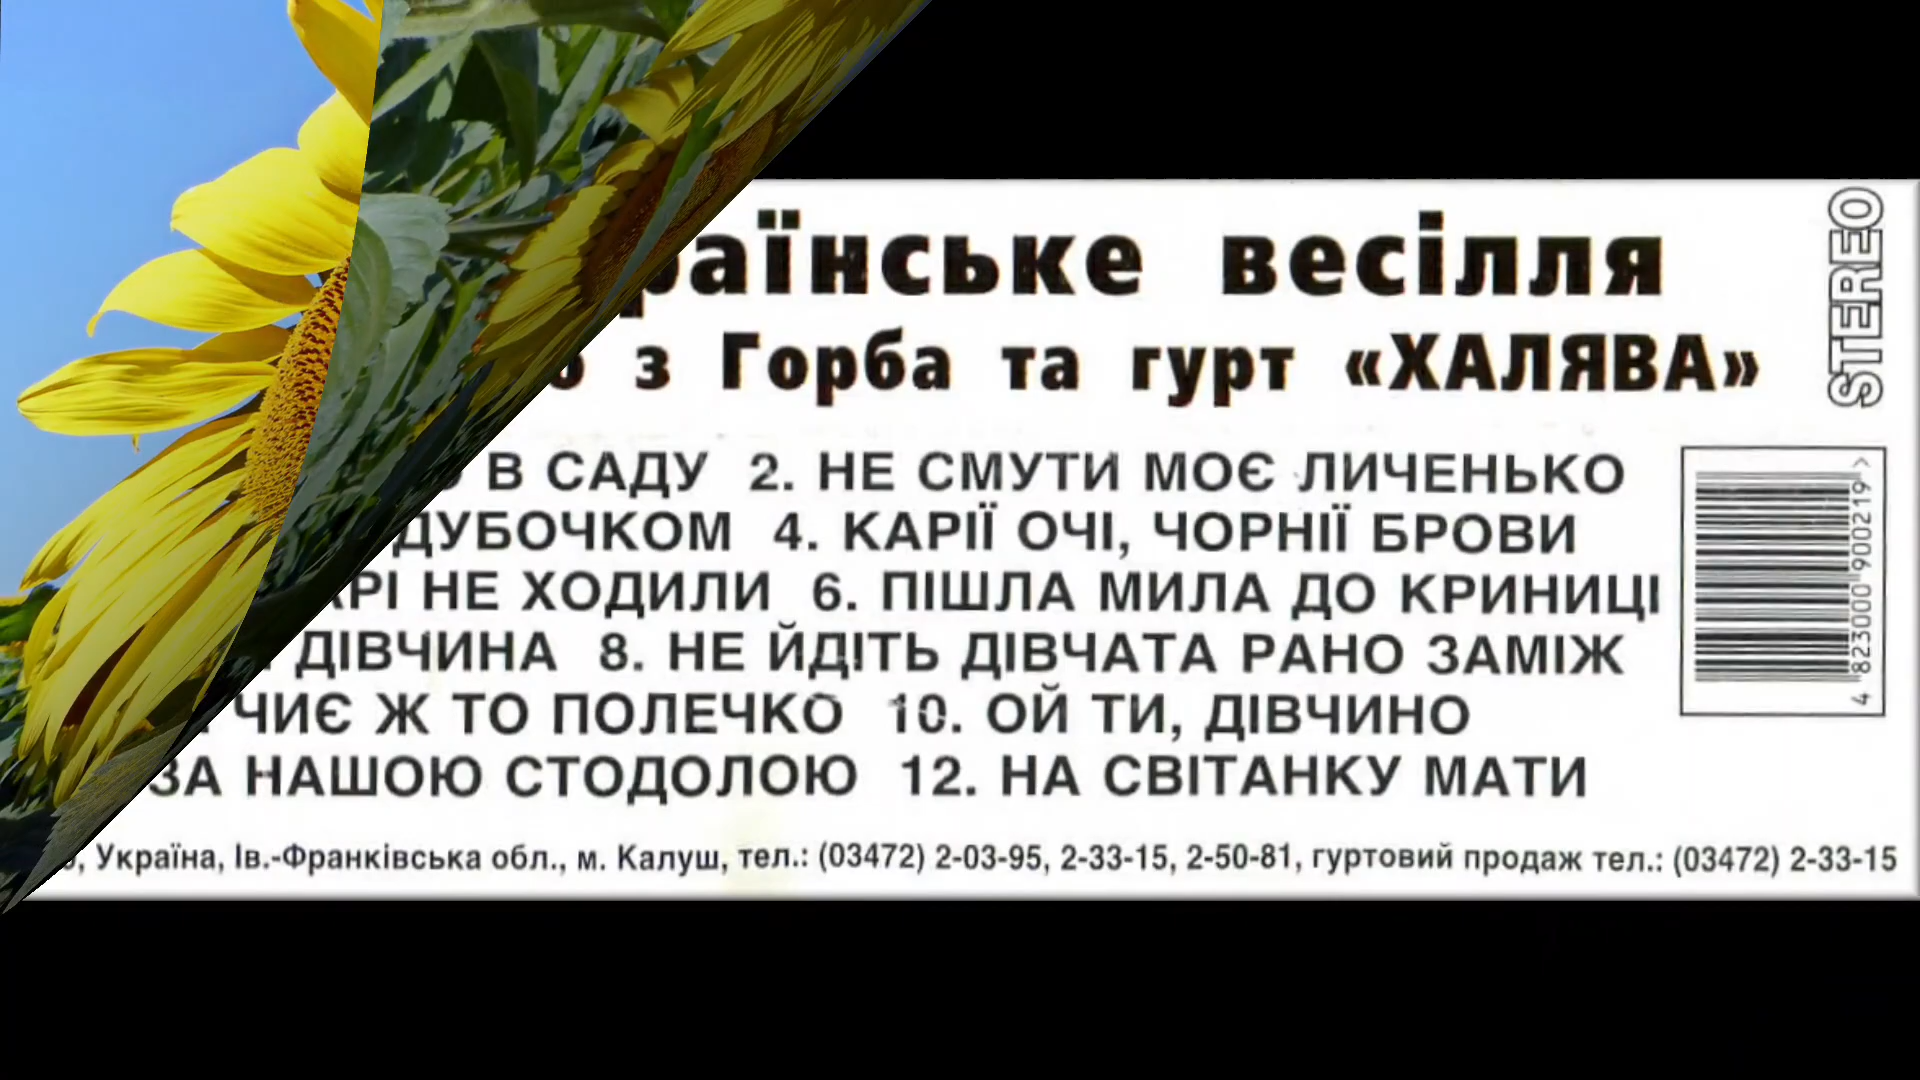 весілля
з Горба та гурт «ХАЛЯВА»
STEREO
В САДУ 2. НЕ СМУТИ МОЄ ЛИЧЕНЬКО
ДУБОЧКОМ 4. КАРІЇ ОЧІ, ЧОРНІЇ БРОВИ
НЕ ХОДИЛИ 6. ПІШЛА МИЛА ДО КРИНИЦІ
ДІВЧИНА 8. НЕ ЙДІТЬ ДІВЧАТА РАНО ЗАМІЖ
ЧИЄ Ж ТО ПОЛЕЧКО 10. ОЙ ТИ, ДІВЧИНО
ЗА НАШОЮ СТОДОЛОЮ 12. НА СВІТАНКУ МАТИ
4 823000 900219 >
Україна, Ів.-Франківська обл., м. Калуш, тел.: (03472) 2-03-95, 2-33-15, 2-50-81, гуртовий продаж тел.: (03472) 2-33-15